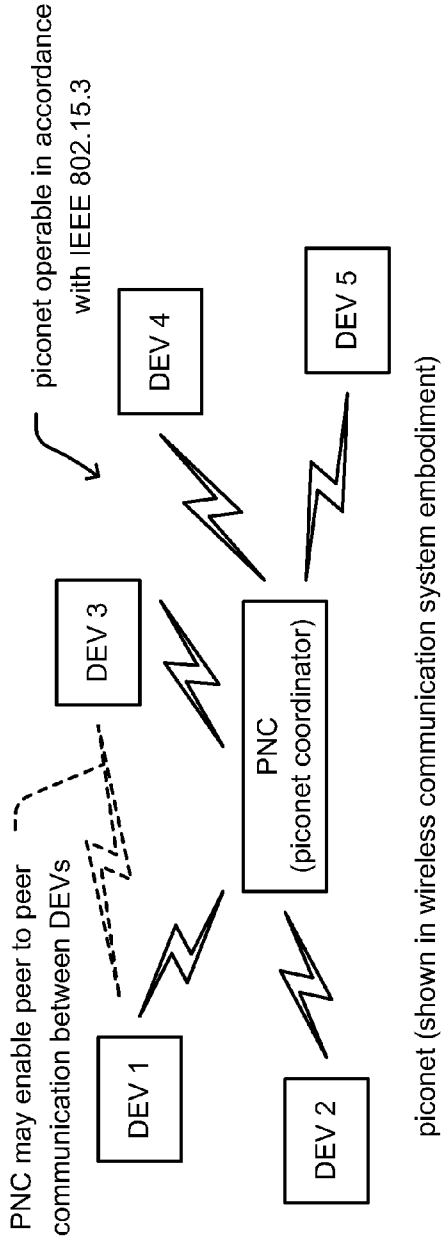 PNC may enable peer to peer
communication between DEVs
piconet operable in accordance
with IEEE 802.15.3
DEV 1
DEV 3
DEV 4
DEV 2
PNC
(piconet coordinator)
DEV 5
piconet (shown in wireless communication system embodiment)